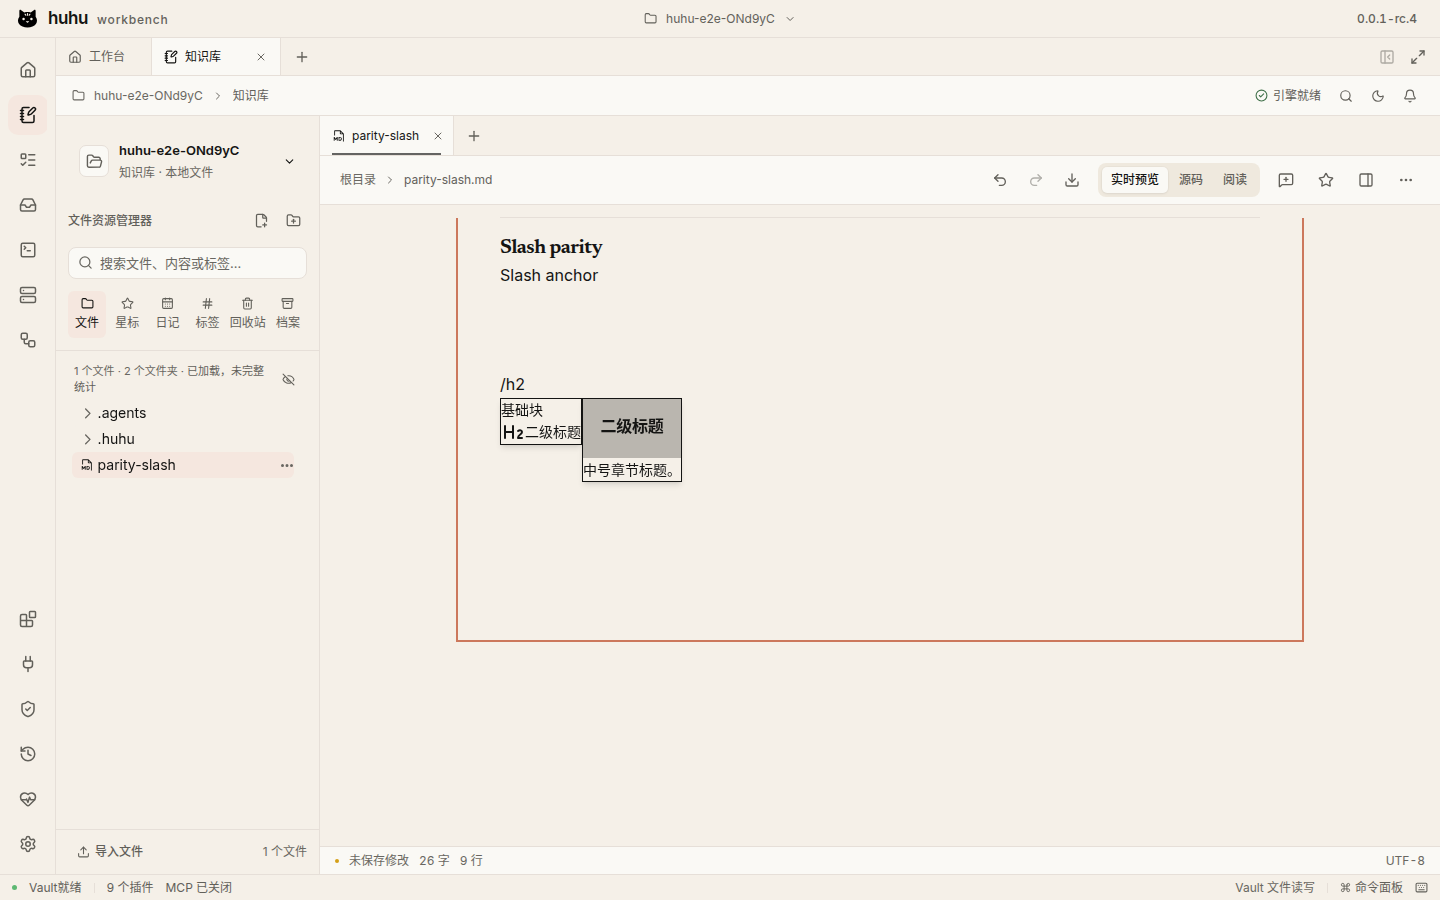 huhu workbench
huhu-e2e-ONd9yC
0.0.1-rc.4
工作台
知识库
huhu-e2e-ONd9yC
知识库
引擎就绪
huhu-e2e-ONd9yC
知识库 · 本地文件
文件资源管理器
搜索文件、内容或标签...
文件
星标
日记
标签
回收站
档案
1 个文件 · 2 个文件夹 · 已加载，未完整
统计
.agents
.huhu
parity-slash
导入文件
1 个文件
parity-slash
根目录
parity-slash.md
实时预览
源码
阅读
Slash parity
Slash anchor
/h2
基础块
H2 二级标题
二级标题
中号章节标题。
未保存修改
26 字
9 行
UTF-8
Vault就绪
9 个插件
MCP 已关闭
Vault 文件读写
⌘ 命令面板